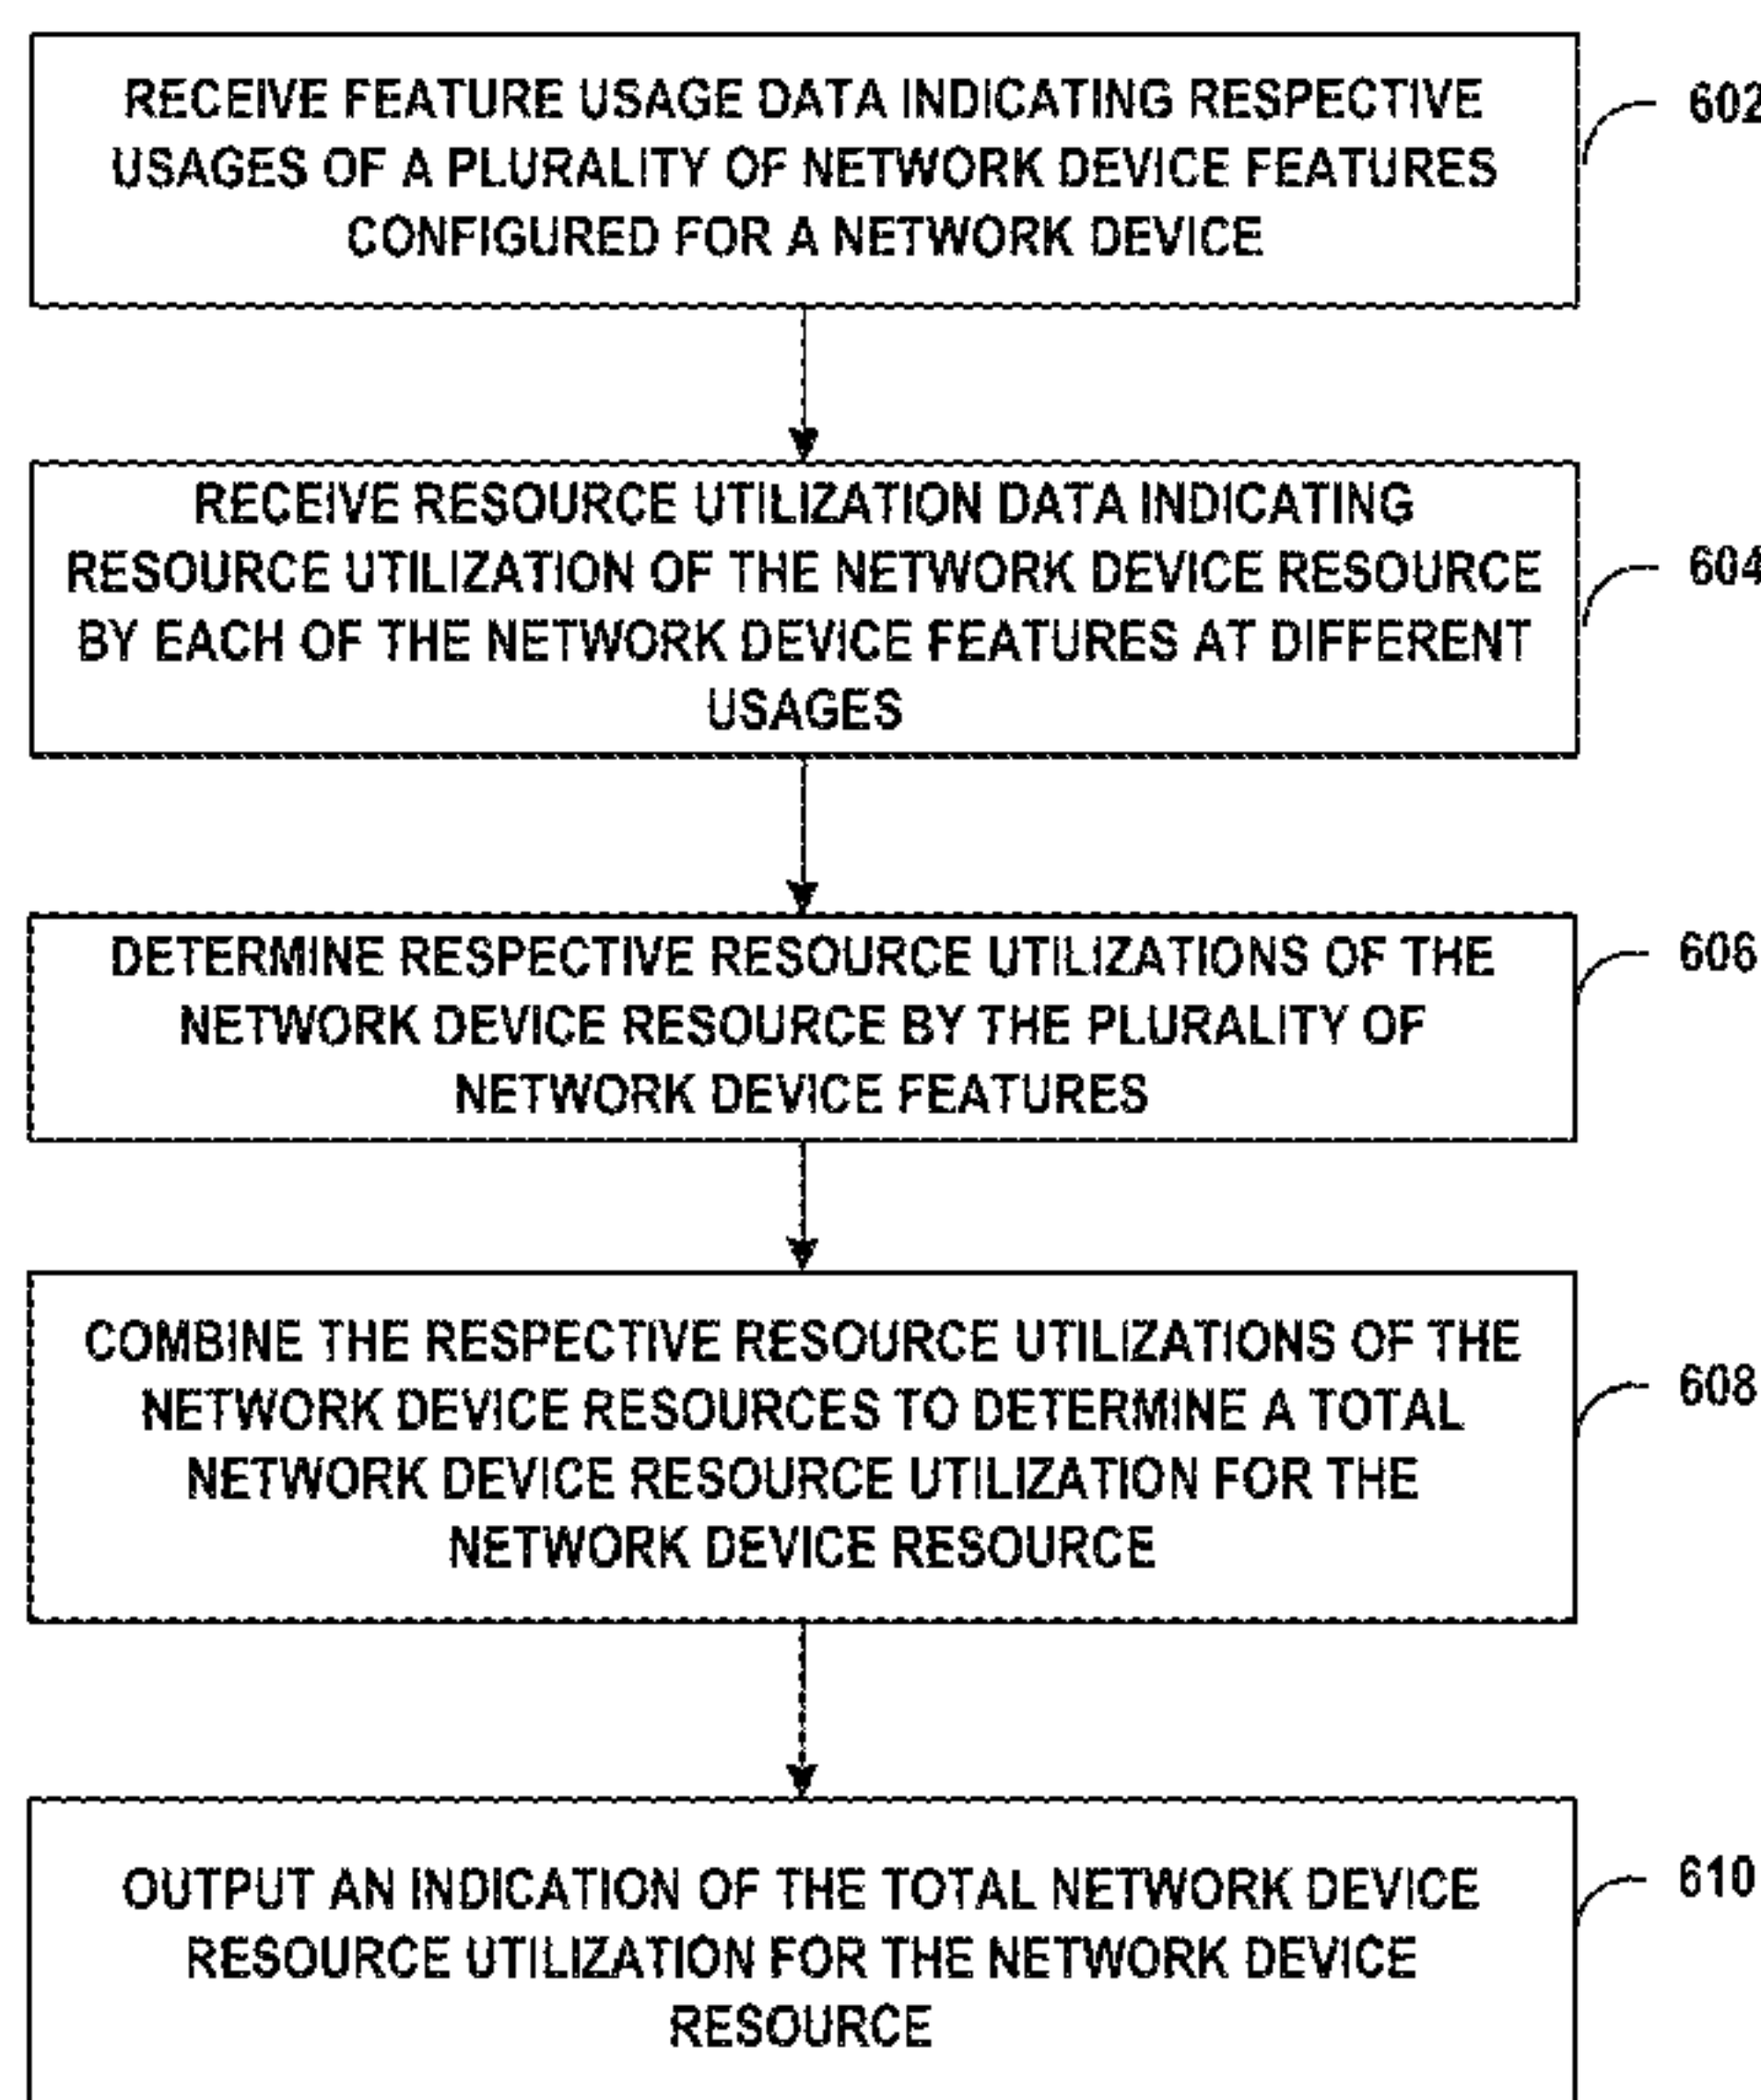 RECEIVE FEATURE USAGE DATA INDICATING RESPECTIVE
USAGES OF A PLURALITY OF NETWORK DEVICE FEATURES
CONFIGURED FOR A NETWORK DEVICE
602
RECEIVE RESOURCE UTILIZATION DATA INDICATING
RESOURCE UTILIZATION OF THE NETWORK DEVICE RESOURCE
BY EACH OF THE NETWORK DEVICE FEATURES AT DIFFERENT
USAGES
604
DETERMINE RESPECTIVE RESOURCE UTILIZATIONS OF THE
NETWORK DEVICE RESOURCE BY THE PLURALITY OF
NETWORK DEVICE FEATURES
606
COMBINE THE RESPECTIVE RESOURCE UTILIZATIONS OF THE
NETWORK DEVICE RESOURCES TO DETERMINE A TOTAL
NETWORK DEVICE RESOURCE UTILIZATION FOR THE
NETWORK DEVICE RESOURCE
608
OUTPUT AN INDICATION OF THE TOTAL NETWORK DEVICE
RESOURCE UTILIZATION FOR THE NETWORK DEVICE
RESOURCE
610